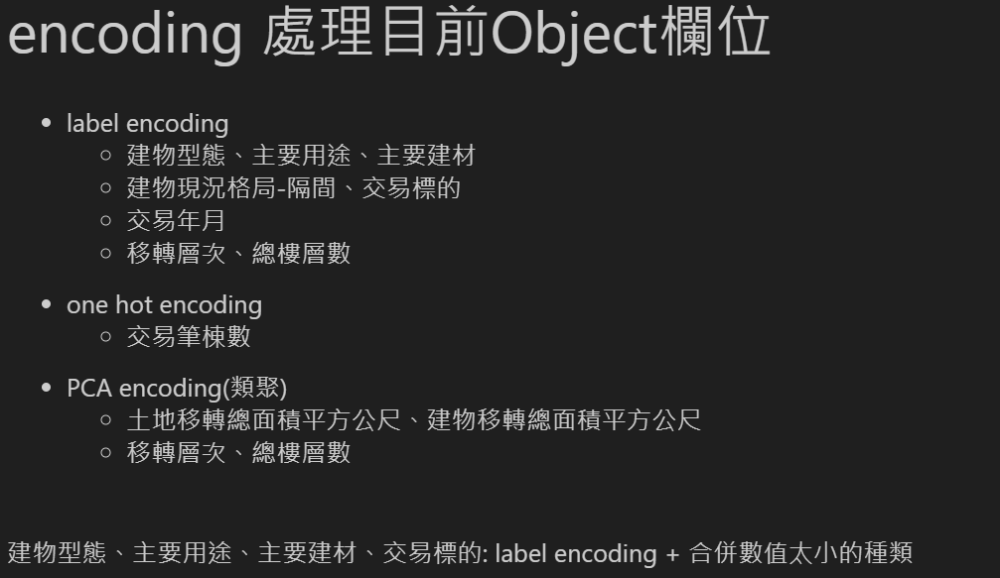 encoding 處理目前Object欄位
label encoding
建物型態、主要用途、主要建材
建物現況格局-隔間、交易標的
交易年月
移轉層次、總樓層數
one hot encoding
交易筆棟數
PCA encoding(類聚)
土地移轉總面積平方公尺、建物移轉總面積平方公尺
移轉層次、總樓層數
建物型態、主要用途、主要建材、交易標的: label encoding + 合併數值太小的種類